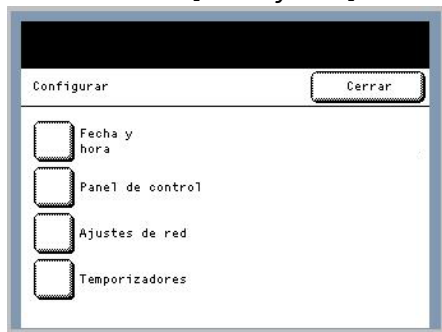 Configurar
Cerrar
Fecha y
hora
Panel de control
Ajustes de red
Temporizadores